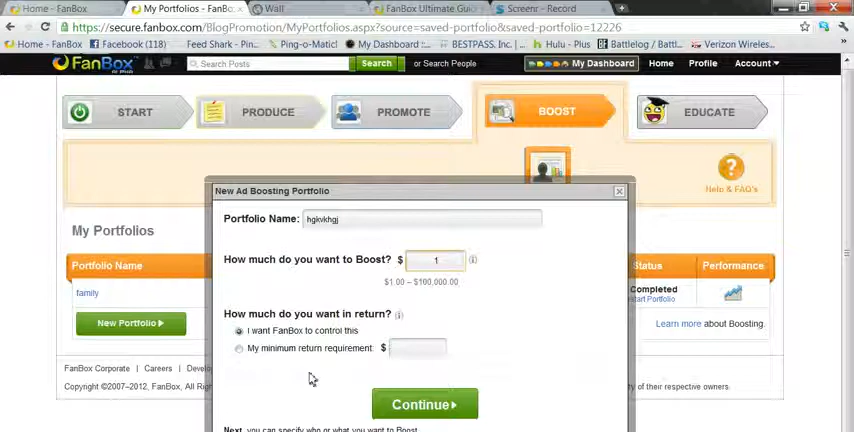 Home - FanBox
My Portfolios - FanBox
Wall
FanBox Ultimate Guid
Screenr - Record
https://secure.fanbox.com/BlogPromotion/MyPortfolios.aspx?source=saved-portfolio&saved-portfolio=12226
Home - FanBox
Facebook (118)
Feed Shark - Pin...
Ping-o-Matic!
My Dashboard :...
BESTPASS, Inc. | ...
Hulu - Plus
Battlelog / Battl...
Verizon Wireles...
FanBox
Search Posts
Search
or Search People
My Dashboard
Home
Profile
Account
START
PRODUCE
PROMOTE
BOOST
EDUCATE
Help & FAQ's
New Ad Boosting Portfolio
Portfolio Name: hgkvkhgj
My Portfolios
How much do you want to Boost? $ 1
$1.00 – $100,000.00
Portfolio Name
Status
Performance
family
Completed
start Portfolio
How much do you want in return?
New Portfolio
I want FanBox to control this
Learn more about Boosting.
My minimum return requirement: $
FanBox Corporate | Careers |
Copyright ©2007–2012, FanBox, All
ty of their respective owners.
Continue
Next, you can specify who or what you want to Boost.